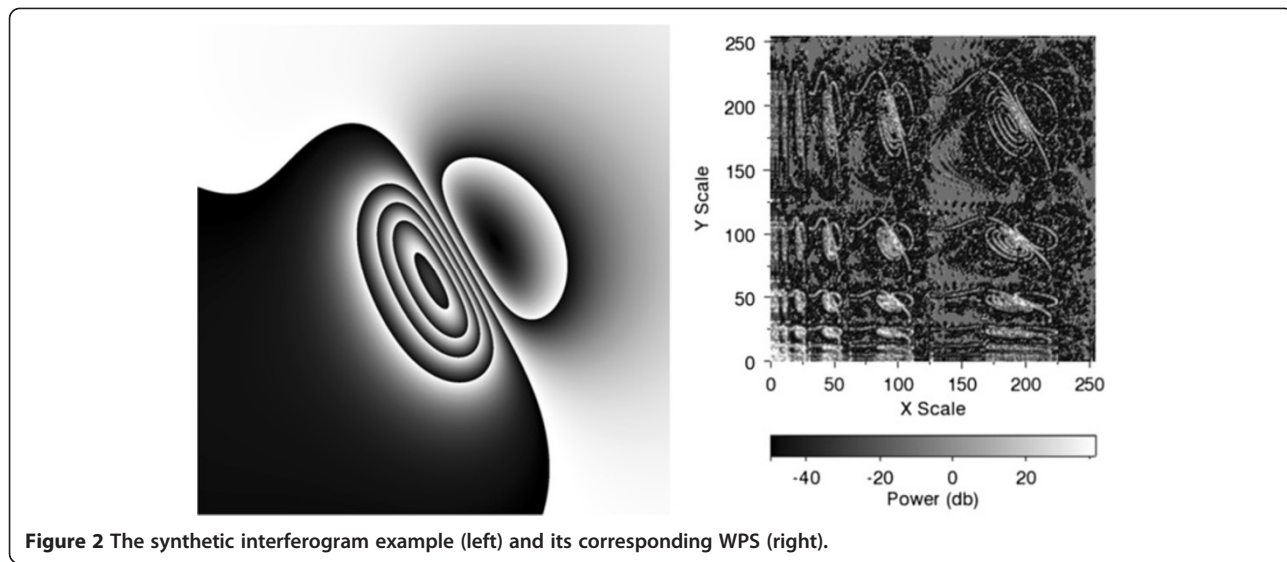 250
200
150
100
50
0
Y Scale
0 50 100 150 200 250
X Scale
-40 -20 0 20
Power (db)
Figure 2 The synthetic interferogram example (left) and its corresponding WPS (right).